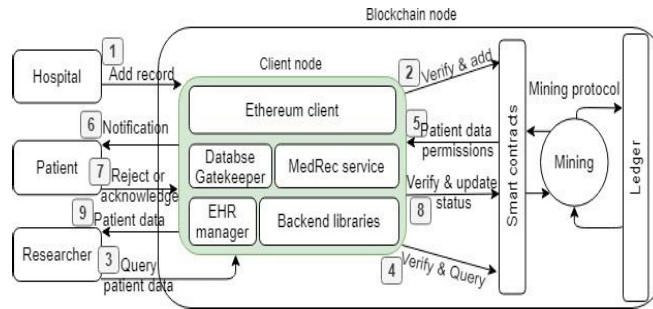 Blockchain node
Hospital
1
Add record
Client node
Ethereum client
2
Verify & add
Mining protocol
6
Notification
5
Patient data
permissions
Patient
7
Reject or
acknowledge
Databse
Gatekeeper
MedRec service
Verify & update
status
8
Smart contracts
Mining
Ledger
9
Patient data
EHR
manager
Backend libraries
Researcher
3
Query
patient data
4
Verify & Query